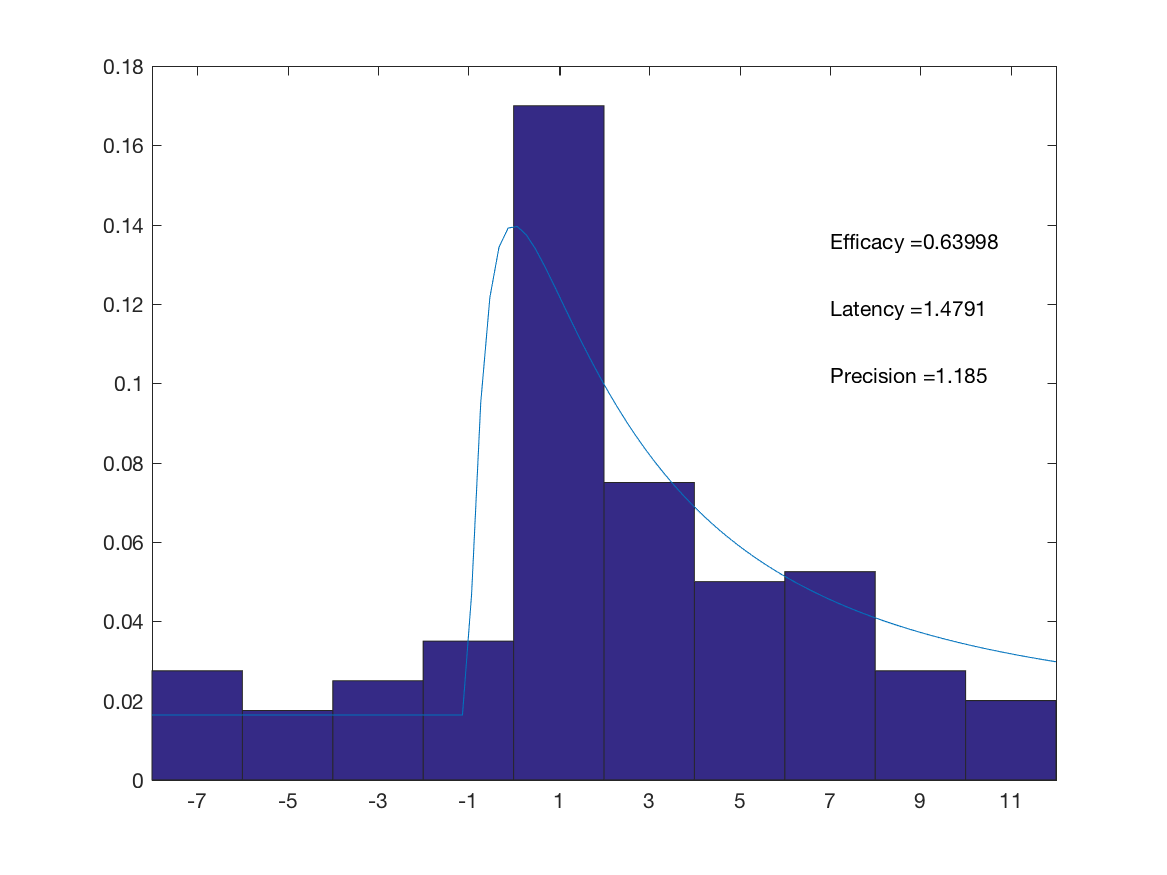 0.18
0.16
0.14
0.12
0.1
0.08
0.06
0.04
0.02
0
Efficacy =0.63998
Latency =1.4791
Precision =1.185
-7 -5 -3 -1 1 3 5 7 9 11